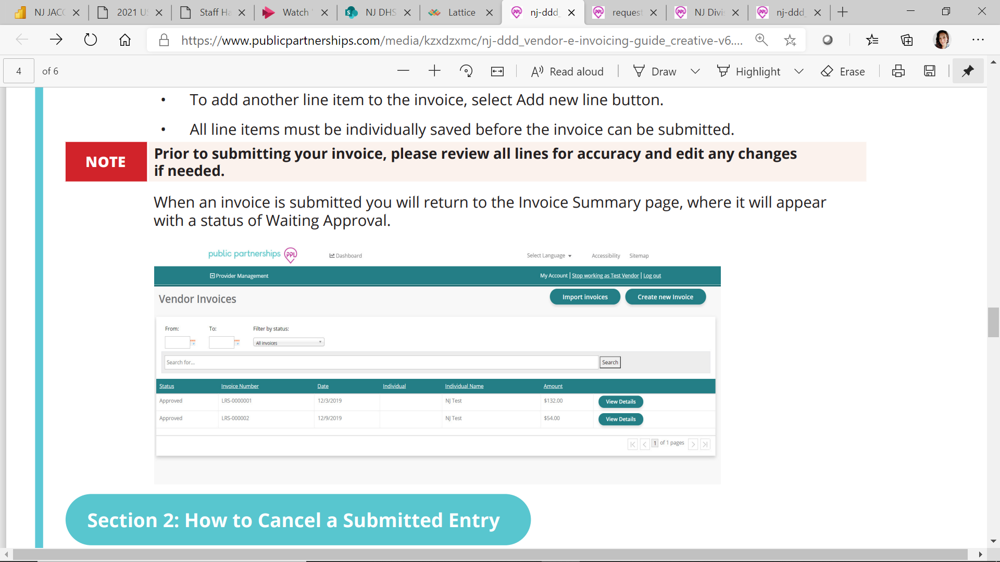 NJ JACC
2021 U
Staff Ha
Watch
NJ DHS
Lattice
nj-ddd_
request
NJ Divi
nj-ddd_
https://www.publicpartnerships.com/media/kzxdzxmc/nj-ddd_vendor-e-invoicing-guide_creative-v6....
4 of 6
Read aloud
Draw
Highlight
Erase
• To add another line item to the invoice, select Add new line button.
• All line items must be individually saved before the invoice can be submitted.
NOTE
Prior to submitting your invoice, please review all lines for accuracy and edit any changes
if needed.
When an invoice is submitted you will return to the Invoice Summary page, where it will appear
with a status of Waiting Approval.
public partnerships PPL Dashboard Select Language Accessibility Sitemap
Provider Management My Account | Stop working as Test Vendor | Log out
Vendor Invoices Import invoices Create new Invoice
From: To: Filter by status:
All invoices
Search for... Search
Status Invoice Number Date Individual Individual Name Amount
Approved LRS-0000001 12/3/2019 NJ Test $132.00 View Details
Approved LRS-000002 12/9/2019 NJ Test $54.00 View Details
1 of 1 pages
Section 2: How to Cancel a Submitted Entry